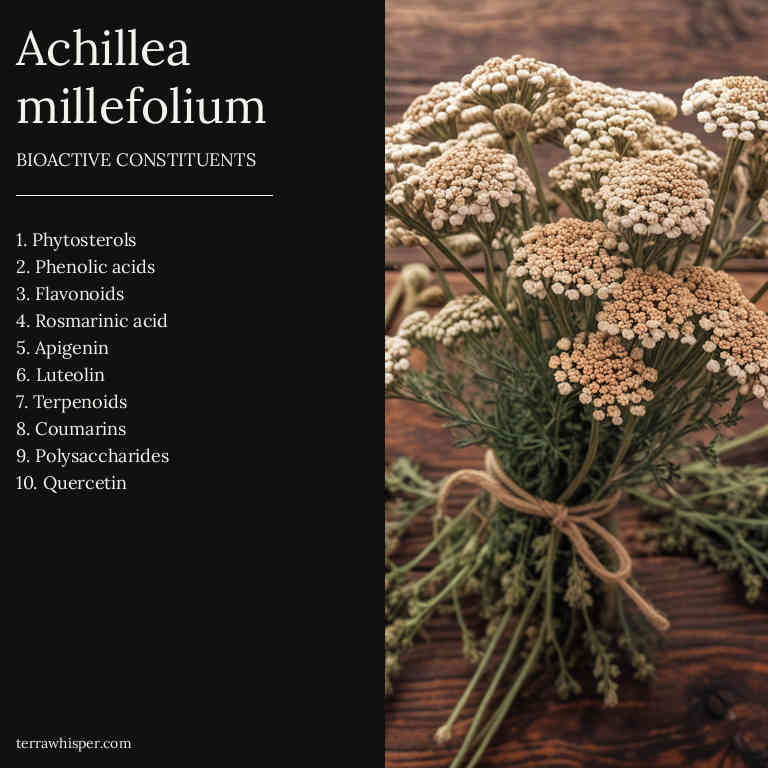 Achillea
millefolium
BIOACTIVE CONSTITUENTS
1. Phytosterols
2. Phenolic acids
3. Flavonoids
4. Rosmarinic acid
5. Apigenin
6. Luteolin
7. Terpenoids
8. Coumarins
9. Polysaccharides
10. Quercetin
terrawhisper.com